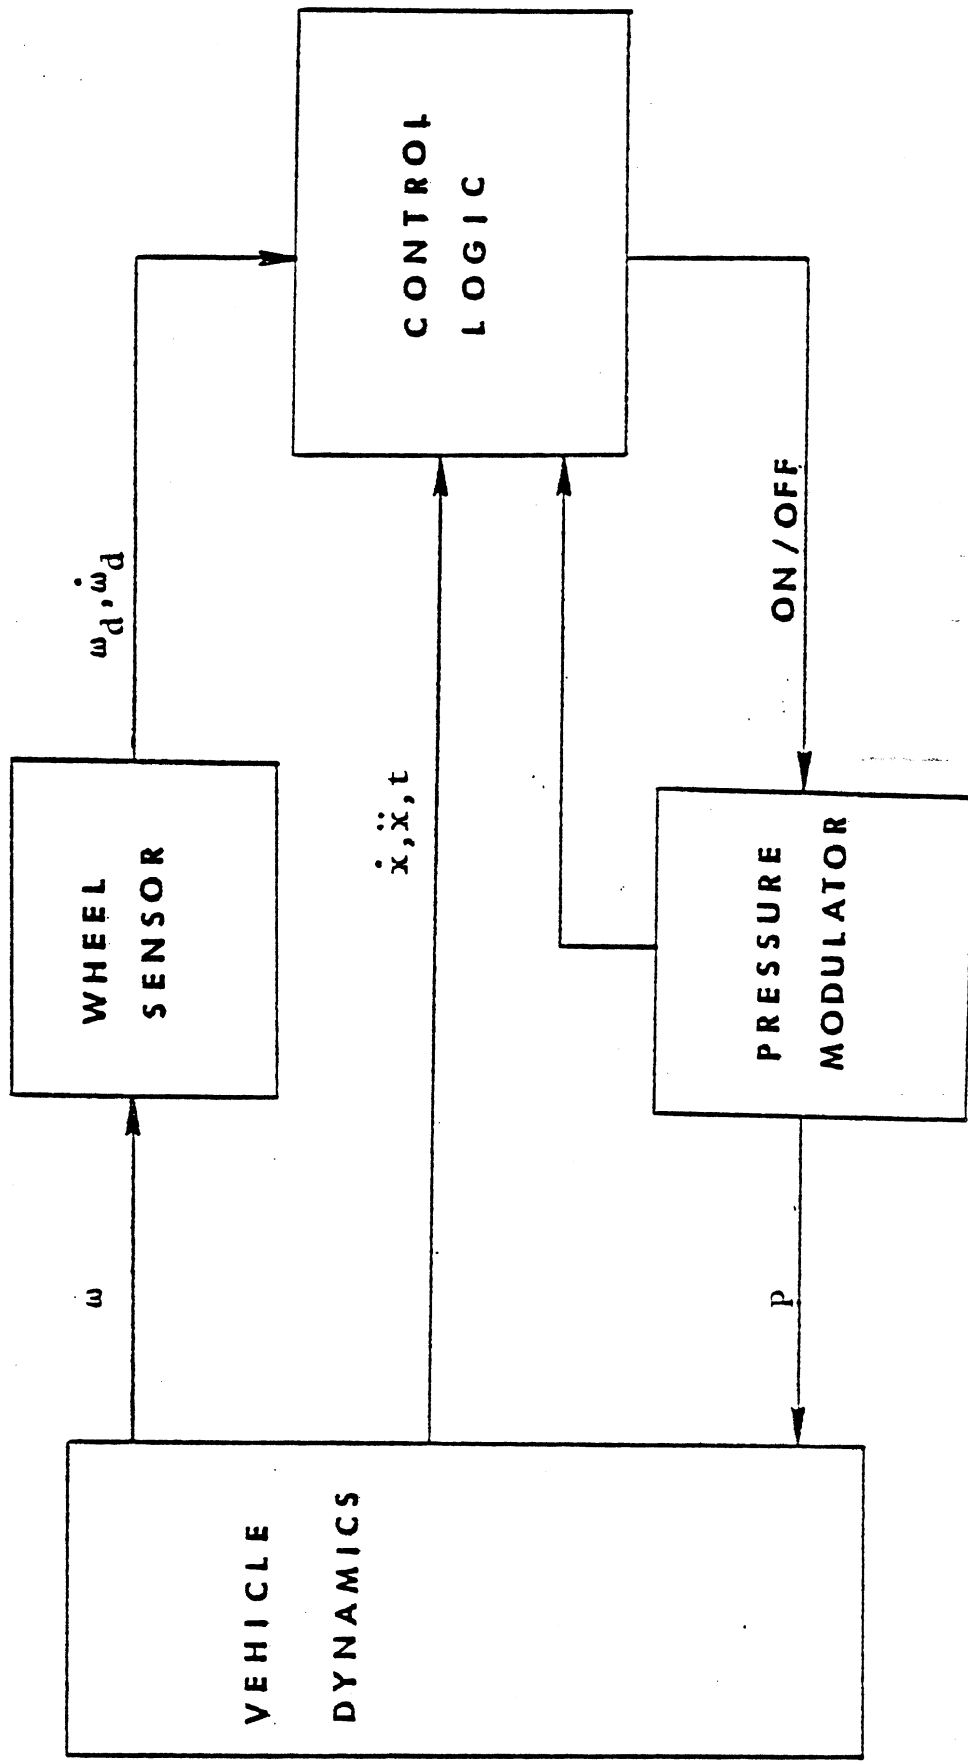 WHEEL
SENSOR
ω
ω_d, ω̇_d
VEHICLE
DYNAMICS
ẋ, ẍ, t
CONTROL
LOGIC
P
PRESSURE
MODULATOR
ON/OFF